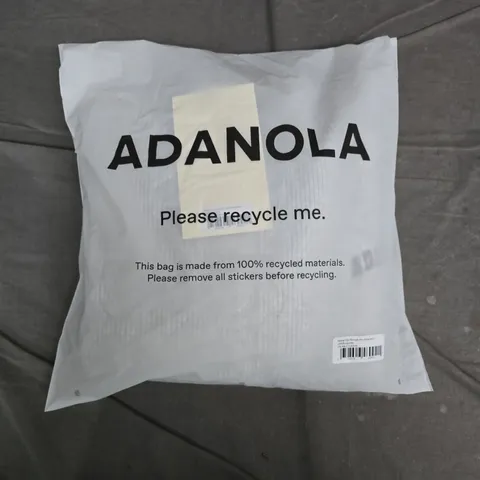 ADANOLA
Please recycle me.
This bag is made from 100% recycled materials.
Please remove all stickers before recycling.